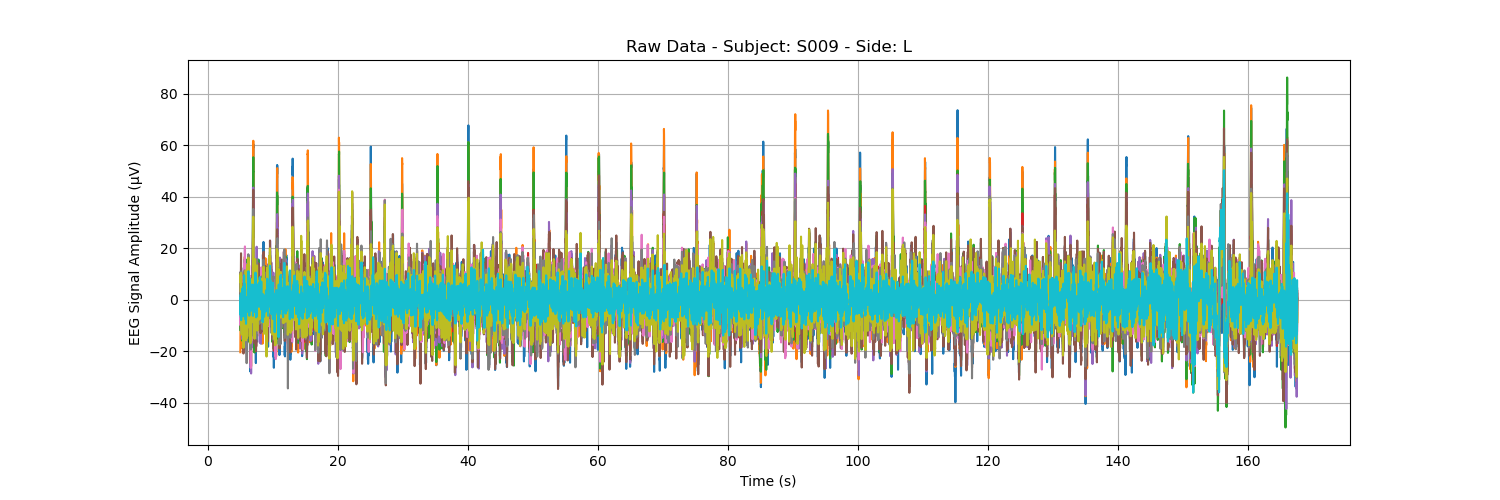 Raw Data - Subject: S009 - Side: L
EEG Signal Amplitude (µV)
80
60
40
20
0
−20
−40
0 20 40 60 80 100 120 140 160
Time (s)